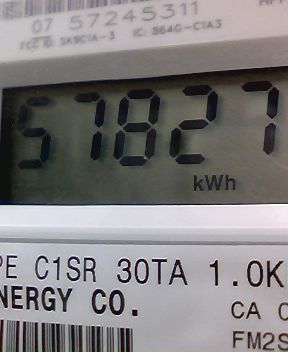 07 57245311
FCC ID: SK9C1A-3 IC: 864G-C1A3
57827
kWh
PE C1SR 30TA 1.0K
NERGY CO.
CA 0
FM2S